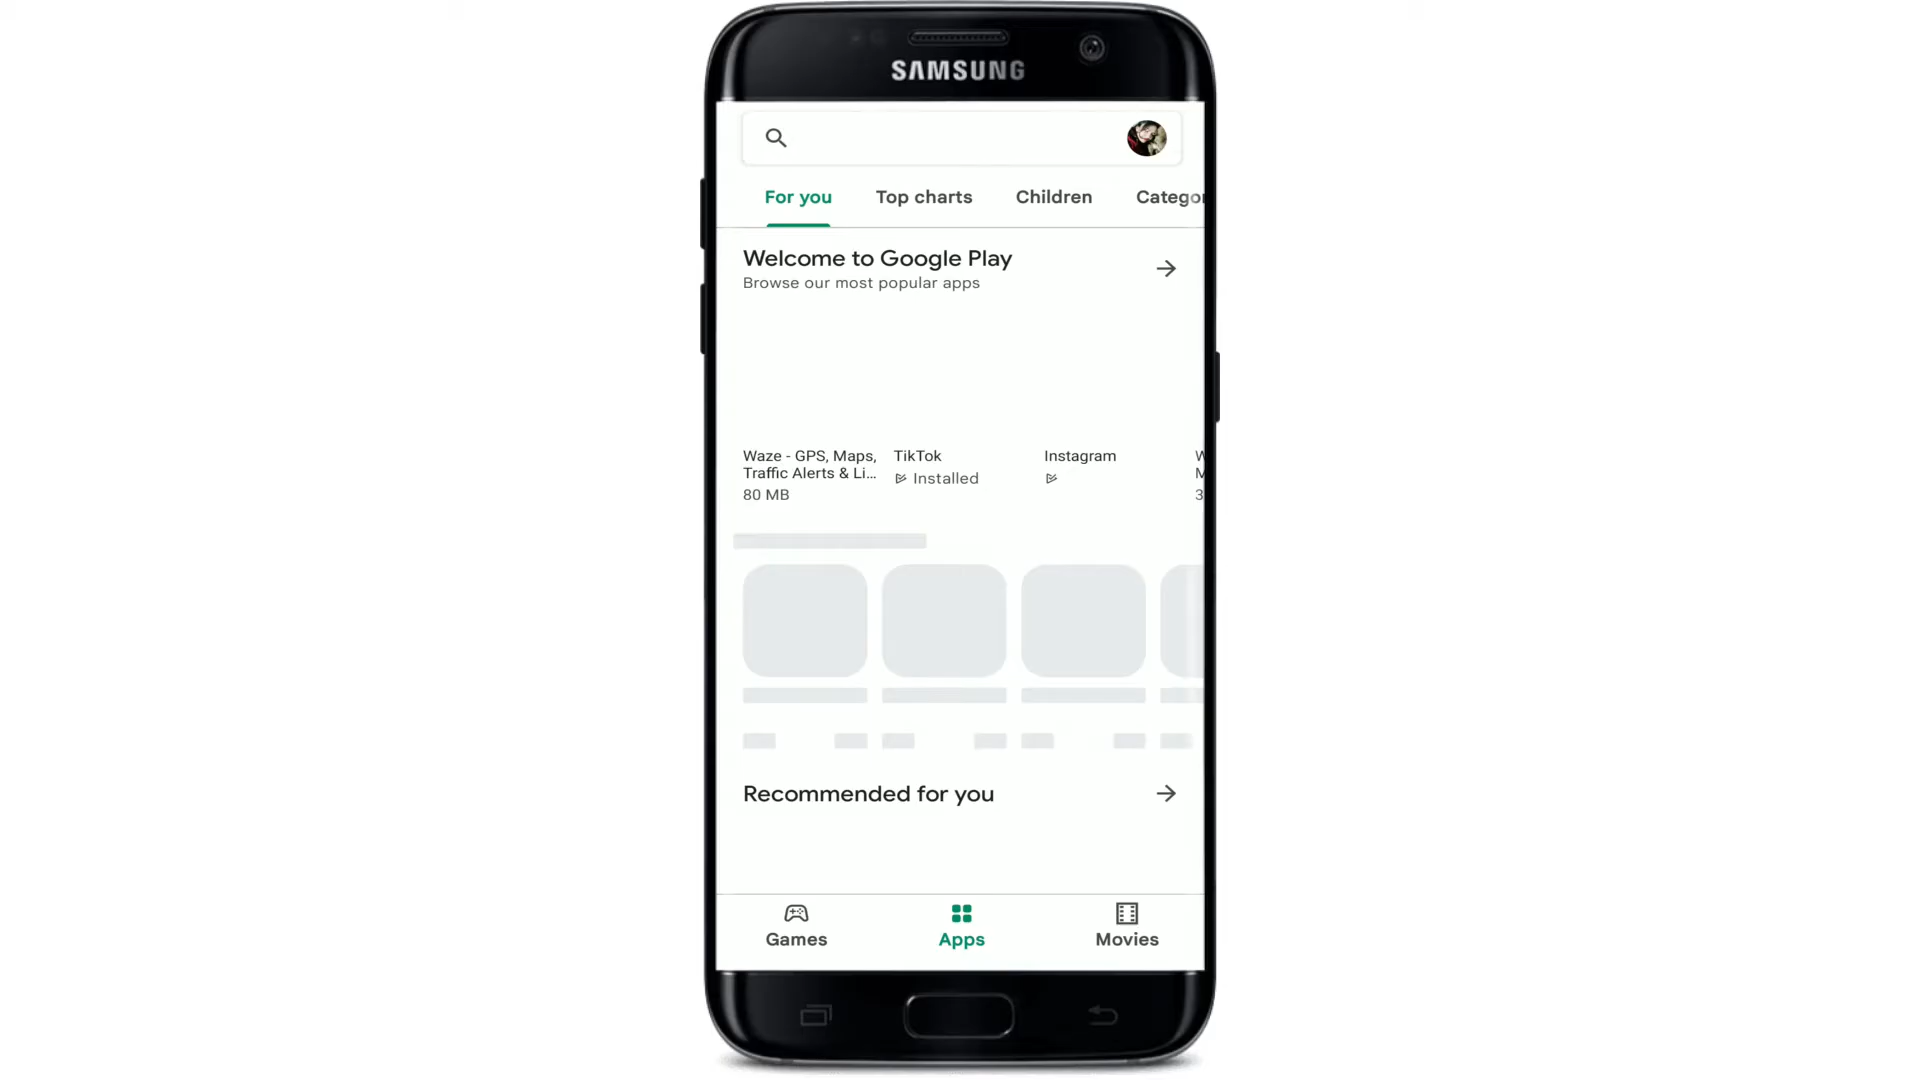 SAMSUNG
For you Top charts Children Categor
Welcome to Google Play
Browse our most popular apps
Waze - GPS, Maps, TikTok Instagram W
Traffic Alerts & Li... Installed M
80 MB 3
Recommended for you
Games Apps Movies